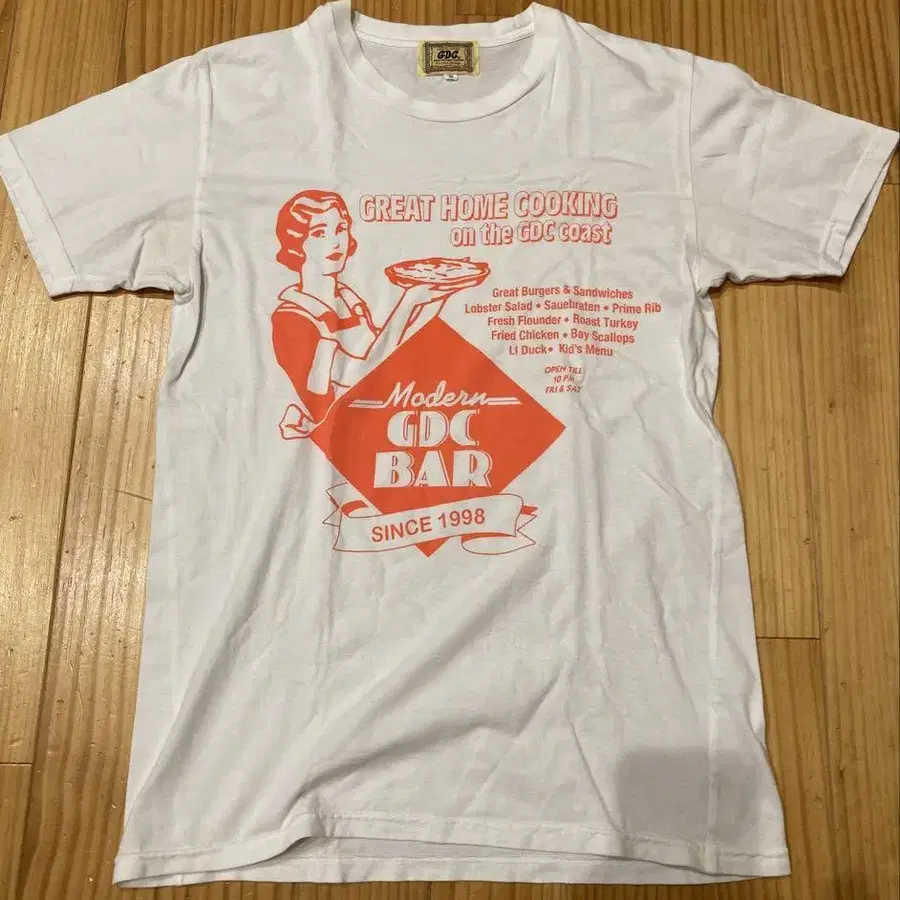 GDC.
GREAT HOME COOKING
on the GDC coast
Great Burgers & Sandwiches
Lobster Salad • Sauebraten • Prime Rib
Fresh Flounder • Roast Turkey
Fried Chicken • Bay Scallops
LI Duck • Kid's Menu
OPEN TILL
10 P.M
FRI & SAT
Modern
GDC
BAR
SINCE 1998